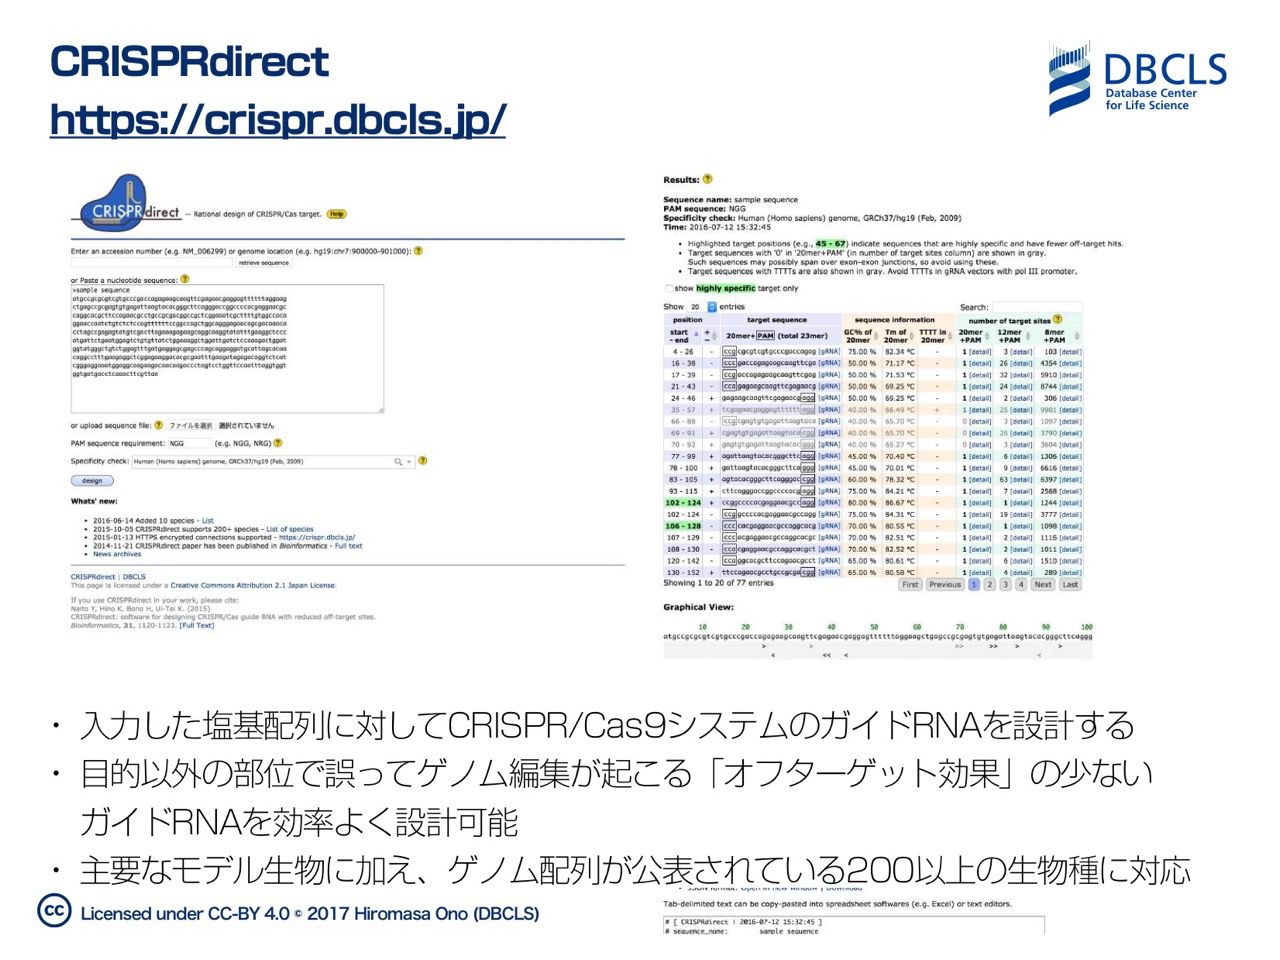 CRISPRdirect
https://crispr.dbcls.jp/
DBCLS
Database Center
for Life Science
CRISPRdirect — Rational design of CRISPR/Cas target. Help
Enter an accession number (e.g. NM_006299) or genome location (e.g. hg19:chr7:900000-901000): ?
retrieve sequence
or Paste a nucleotide sequence: ?
>sample sequence
or upload sequence file: ? ファイルを選択 選択されていません
PAM sequence requirement: NGG (e.g. NGG, NRG) ?
Specificity check: Human (Homo sapiens) genome, GRCh37/hg19 (Feb, 2009) ?
design
Whats' new:
• 2016-06-14 Added 10 species - List
• 2015-10-05 CRISPRdirect supports 200+ species - List of species
• 2015-01-13 HTTPS encrypted connections supported - https://crispr.dbcls.jp/
• 2014-11-21 CRISPRdirect paper has been published in Bioinformatics - Full text
• News archives
CRISPRdirect | DBCLS
This page is licensed under a Creative Commons Attribution 2.1 Japan License.
If you use CRISPRdirect in your work, please cite:
Naito Y, Hino K, Bono H, Ui-Tei K. (2015)
CRISPRdirect: software for designing CRISPR/Cas guide RNA with reduced off-target sites.
Bioinformatics, 31, 1120-1123. [Full Text]
Results: ?
Sequence name: sample sequence
PAM sequence: NGG
Specificity check: Human (Homo sapiens) genome, GRCh37/hg19 (Feb, 2009)
Time: 2016-07-12 15:32:45
• Highlighted target positions (e.g., 45 - 67) indicate sequences that are highly specific and have fewer off-target hits.
• Target sequences with '0' in '20mer+PAM' (in number of target sites column) are shown in gray.
Such sequences may possibly span over exon-exon junctions, so avoid using these.
• Target sequences with TTTTs are also shown in gray. Avoid TTTTs in gRNA vectors with pol III promoter.
show highly specific target only
Show 20 entries Search:
position target sequence sequence information number of target sites ?
start - end + - 20mer+PAM (total 23mer) GC% of 20mer Tm of 20mer TTTT in 20mer 20mer +PAM 12mer +PAM 8mer +PAM
4 - 26 - [gRNA] 75.00 % 82.34 °C - 1 [detail] 3 [detail] 103 [detail]
16 - 38 - [gRNA] 50.00 % 71.17 °C - 1 [detail] 26 [detail] 4354 [detail]
17 - 39 - [gRNA] 50.00 % 71.53 °C - 1 [detail] 32 [detail] 5910 [detail]
21 - 43 - [gRNA] 50.00 % 69.25 °C - 1 [detail] 24 [detail] 8744 [detail]
24 - 46 + [gRNA] 50.00 % 69.25 °C - 1 [detail] 2 [detail] 306 [detail]
35 - 57 + [gRNA] 40.00 % 66.49 °C + 1 [detail] 25 [detail] 9901 [detail]
66 - 88 - [gRNA] 40.00 % 65.70 °C - 0 [detail] 3 [detail] 1097 [detail]
69 - 91 + [gRNA] 40.00 % 65.70 °C - 0 [detail] 26 [detail] 3790 [detail]
70 - 92 + [gRNA] 40.00 % 65.27 °C - 0 [detail] 3 [detail] 3604 [detail]
77 - 99 + [gRNA] 45.00 % 70.40 °C - 1 [detail] 6 [detail] 1306 [detail]
78 - 100 + [gRNA] 45.00 % 70.01 °C - 1 [detail] 9 [detail] 6616 [detail]
83 - 105 + [gRNA] 60.00 % 78.32 °C - 1 [detail] 63 [detail] 6397 [detail]
93 - 115 + [gRNA] 75.00 % 84.21 °C - 1 [detail] 7 [detail] 2568 [detail]
102 - 124 + [gRNA] 80.00 % 86.67 °C - 1 [detail] 1 [detail] 1244 [detail]
102 - 124 - [gRNA] 75.00 % 84.31 °C - 1 [detail] 19 [detail] 3777 [detail]
106 - 128 - [gRNA] 70.00 % 80.55 °C - 1 [detail] 1 [detail] 1098 [detail]
107 - 129 - [gRNA] 70.00 % 82.51 °C - 1 [detail] 2 [detail] 1116 [detail]
108 - 130 - [gRNA] 70.00 % 82.52 °C - 1 [detail] 2 [detail] 1011 [detail]
120 - 142 - [gRNA] 65.00 % 80.61 °C - 1 [detail] 6 [detail] 1510 [detail]
130 - 152 + [gRNA] 65.00 % 80.58 °C - 1 [detail] 4 [detail] 289 [detail]
Showing 1 to 20 of 77 entries First Previous 1 2 3 4 Next Last
Graphical View:
10 20 30 40 50 60 70 80 90 100
・ 入力した塩基配列に対してCRISPR/Cas9システムのガイドRNAを設計する
・ 目的以外の部位で誤ってゲノム編集が起こる「オフターゲット効果」の少ない
ガイドRNAを効率よく設計可能
・ 主要なモデル生物に加え、ゲノム配列が公表されている200以上の生物種に対応
cc Licensed under CC-BY 4.0 © 2017 Hiromasa Ono (DBCLS)
Tab-delimited text can be copy-pasted into spreadsheet softwares (e.g. Excel) or text editors.
# [ CRISPRdirect | 2016-07-12 15:32:45 ]
# sequence_name: sample sequence